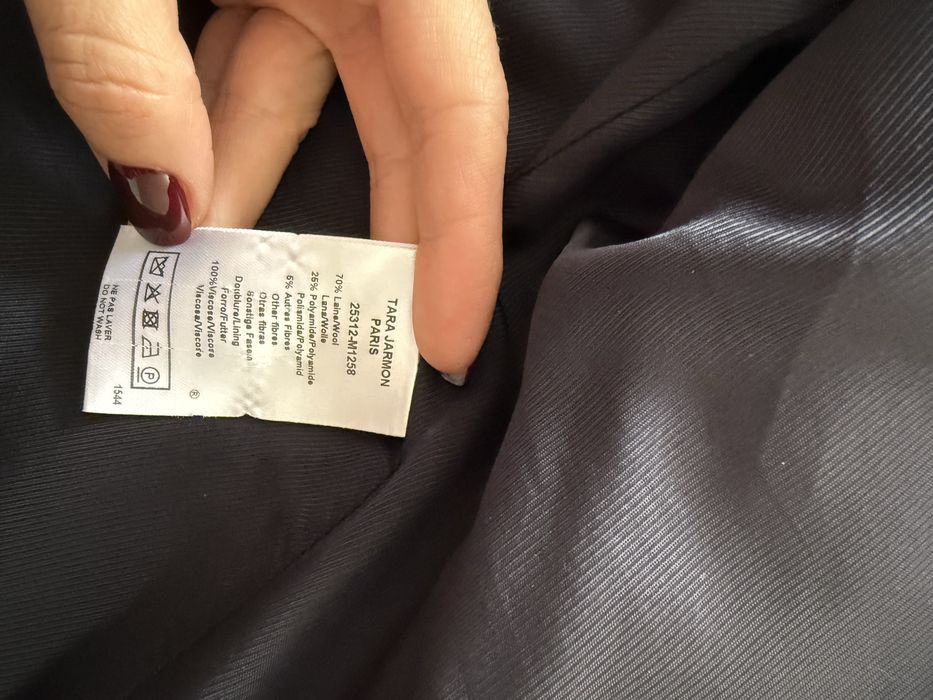 TARA JARMON
PARIS
25312-M1258
70% Laine/Wool
Lana/Wolle
25% Polyamide/Polyamide
Poliamida/Polyamid
5% Autres Fibres
Other fibres
Otras fibras
Sonstige Fasern
Doublure/Lining
Forro/Futter
100%Viscose/Viscose
Viscosa/Viscose
®
P
NE PAS LAVER
DO NOT WASH
1544